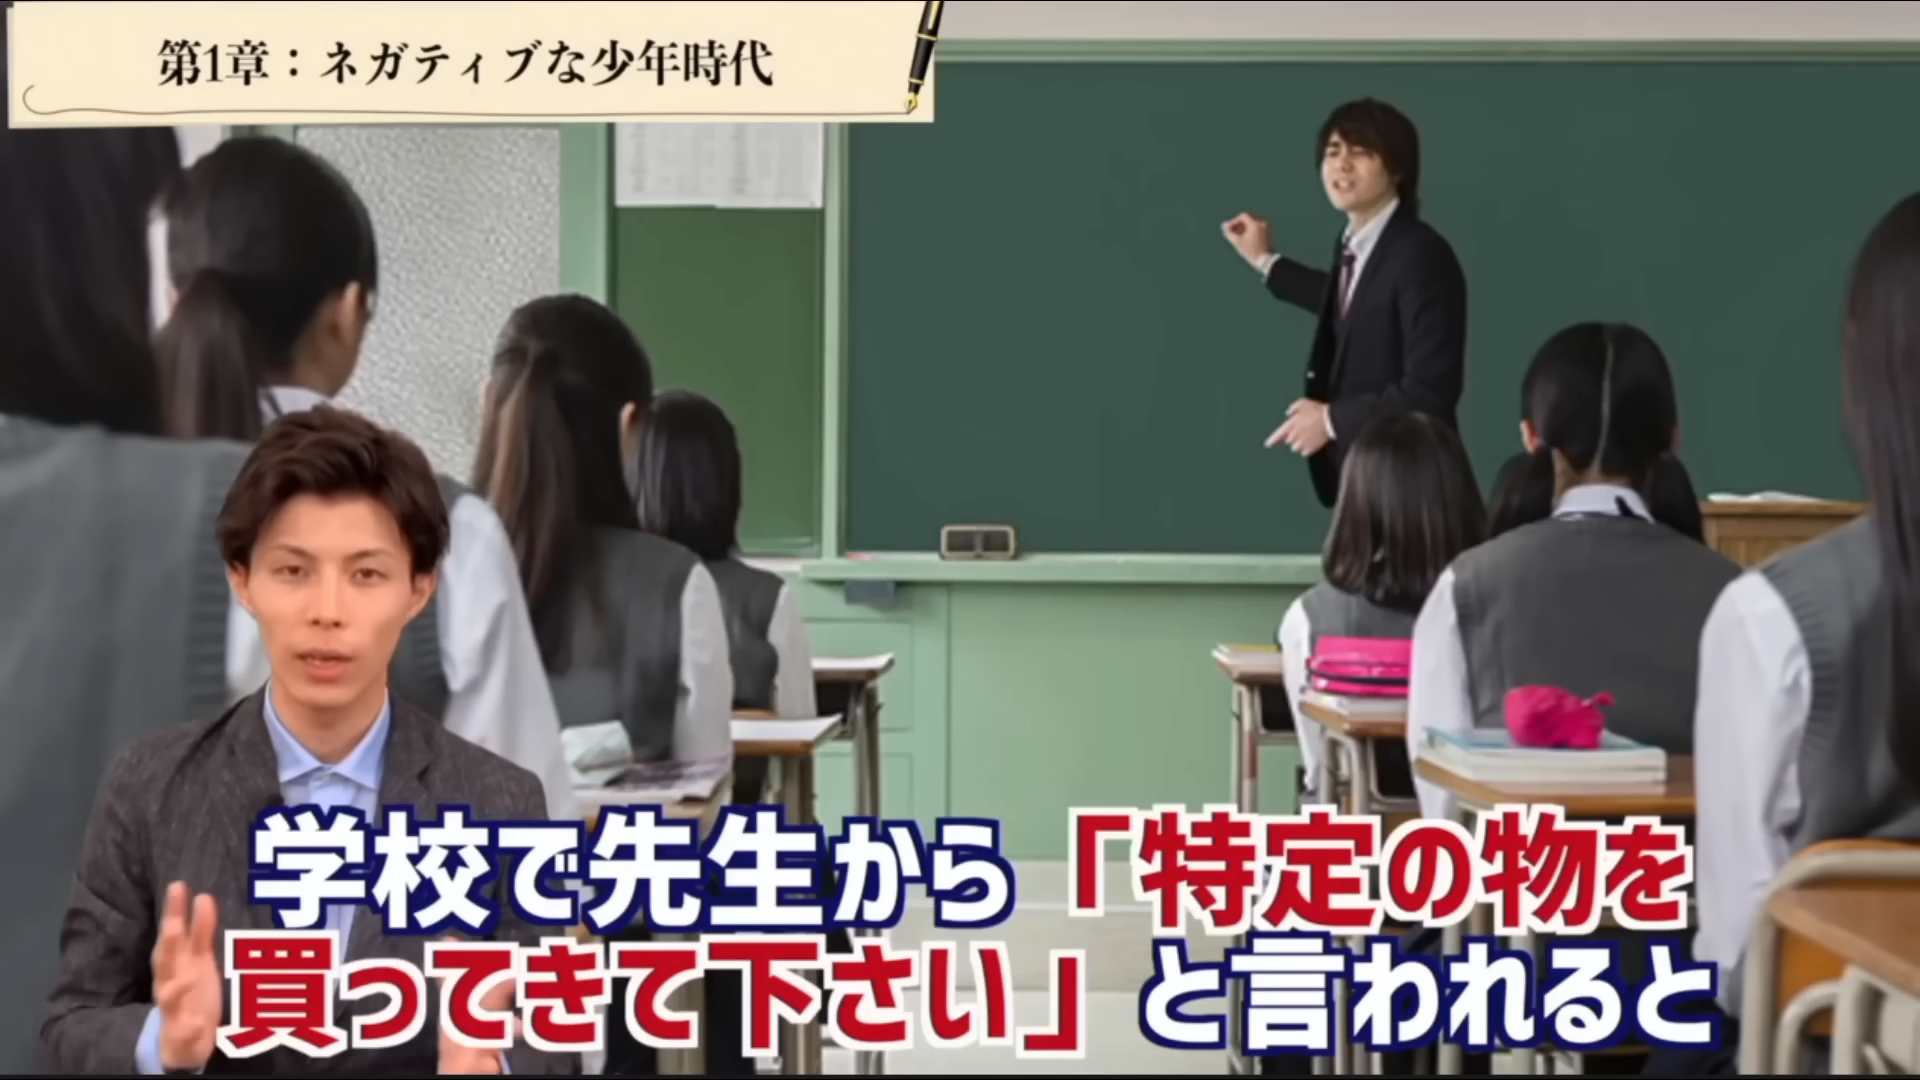 第1章：ネガティブな少年時代
学校で先生から「特定の物を
買ってきて下さい」と言われると